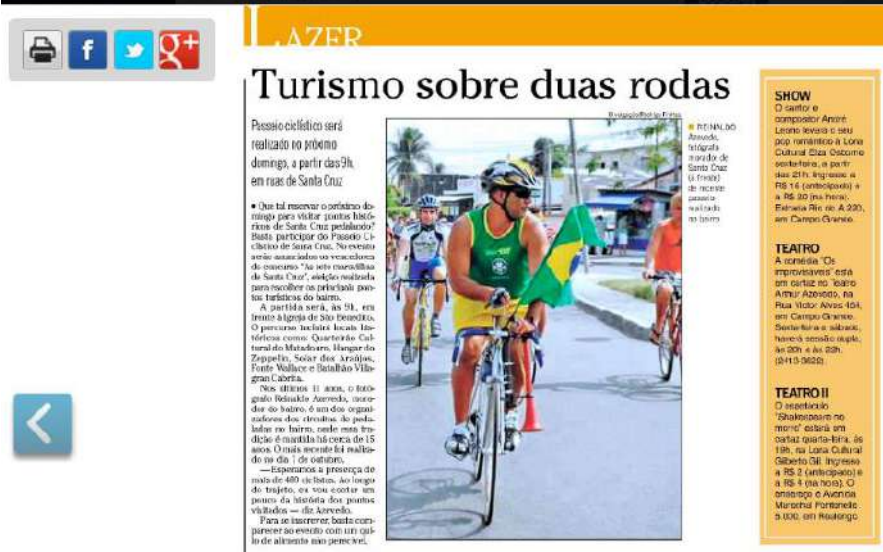 LAZER
Turismo sobre duas rodas
Passeio ciclístico será
realizado no próximo
domingo, a partir das 9h,
em ruas de Santa Cruz
• Que tal reservar o próximo do-
mingo para visitar pontos histó-
ricos de Santa Cruz pedalando?
Basta participar do Passeio Ci-
clístico de Santa Cruz. No evento
serão anunciados os vencedores
do concurso "As sete maravilhas
de Santa Cruz", eleição realizada
para escolher os principais pon-
tos turísticos do bairro.
A partida será, às 9h, em
frente à Igreja de São Benedito.
O percurso incluirá locais his-
tóricos como: Quarteirão Cul-
tural do Matadouro, Hangar do
Zeppelin, Solar dos Araújos,
Fonte Wallace e Batalhão Villa-
gran Cabrita.
Nos últimos 11 anos, o fotó-
grafo Reinaldo Azevedo, mora-
dor do bairro, é um dos organi-
zadores dos circuitos de peda-
ladas no bairro, onde essa tra-
dição é mantida há cerca de 15
anos. O mais recente foi realiza-
do no dia 7 de outubro.
— Esperamos a presença de
mais de 400 ciclistas. Ao longo
do trajeto, eu vou contar um
pouco da história dos pontos
visitados — diz Azevedo.
Para se inscrever, basta com-
parecer ao evento com um qui-
lo de alimento não perecível.
REINALDO
Azevedo,
fotógrafo
morador de
Santa Cruz
(à frente)
de recente
passeio
realizado
no bairro
SHOW
O cantor e
compositor André
Leono levará o seu
pop romântico à Lona
Cultural Elza Osborne
sexta-feira, a partir
das 21h. Ingresso a
R$ 16 (antecipado) e
a R$ 20 (na hora).
Estrada Rio do A 220,
em Campo Grande.
TEATRO
A comédia "Os
improvisáveis" está
em cartaz no Teatro
Arthur Azevedo, na
Rua Victor Alves 454,
em Campo Grande.
Sexta-feira e sábado,
haverá sessão dupla,
às 20h e às 22h.
(2413-3622).
TEATRO II
O espetáculo
"Shakespeare no
morro" estará em
cartaz quarta-feira, às
19h, na Lona Cultural
Gilberto Gil. Ingresso
a R$ 2 (antecipado) e
a R$ 4 (na hora). O
endereço é Avenida
Marechal Fontenelle
5.000, em Realengo.